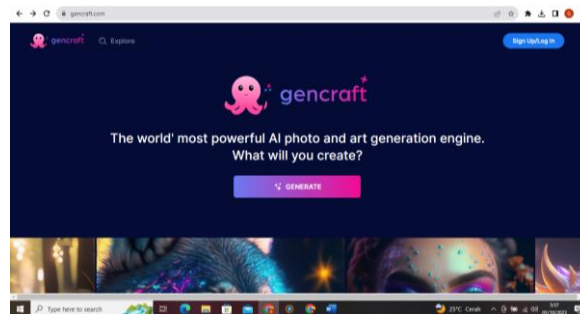 gencraft.com
gencraft Explore Sign Up/Log In
gencraft
The world' most powerful AI photo and art generation engine.
What will you create?
GENERATE
Type here to search 25°C Cerah